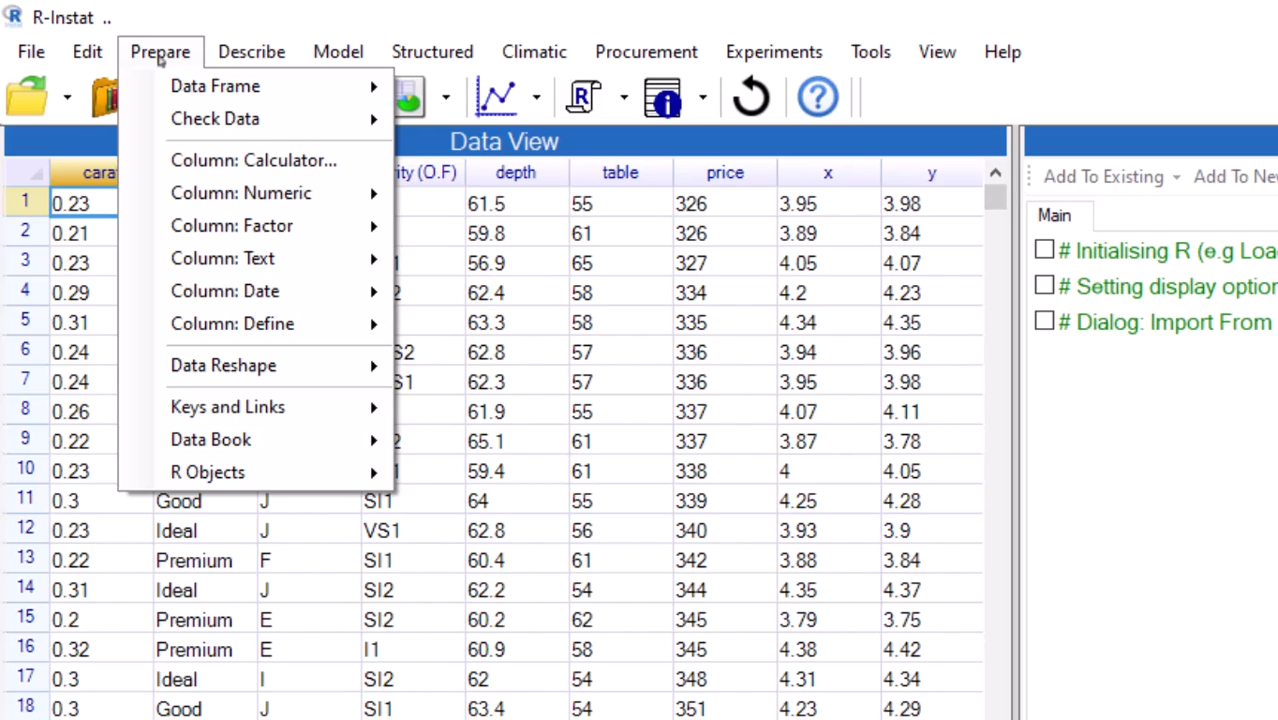 R-Instat ..
File Edit Prepare Describe Model Structured Climatic Procurement Experiments Tools View Help
Data Frame
Check Data
Column: Calculator...
Column: Numeric
Column: Factor
Column: Text
Column: Date
Column: Define
Data Reshape
Keys and Links
Data Book
R Objects
Data View
cara ity (O.F) depth table price x y
1 0.23 61.5 55 326 3.95 3.98
2 0.21 59.8 61 326 3.89 3.84
3 0.23 1 56.9 65 327 4.05 4.07
4 0.29 2 62.4 58 334 4.2 4.23
5 0.31 63.3 58 335 4.34 4.35
6 0.24 S2 62.8 57 336 3.94 3.96
7 0.24 S1 62.3 57 336 3.95 3.98
8 0.26 61.9 55 337 4.07 4.11
9 0.22 2 65.1 61 337 3.87 3.78
10 0.23 1 59.4 61 338 4 4.05
11 0.3 Good J SI1 64 55 339 4.25 4.28
12 0.23 Ideal J VS1 62.8 56 340 3.93 3.9
13 0.22 Premium F SI1 60.4 61 342 3.88 3.84
14 0.31 Ideal J SI2 62.2 54 344 4.35 4.37
15 0.2 Premium E SI2 60.2 62 345 3.79 3.75
16 0.32 Premium E I1 60.9 58 345 4.38 4.42
17 0.3 Ideal I SI2 62 54 348 4.31 4.34
18 0.3 Good J SI1 63.4 54 351 4.23 4.29
Add To Existing Add To Ne
Main
# Initialising R (e.g Loa
# Setting display option
# Dialog: Import From